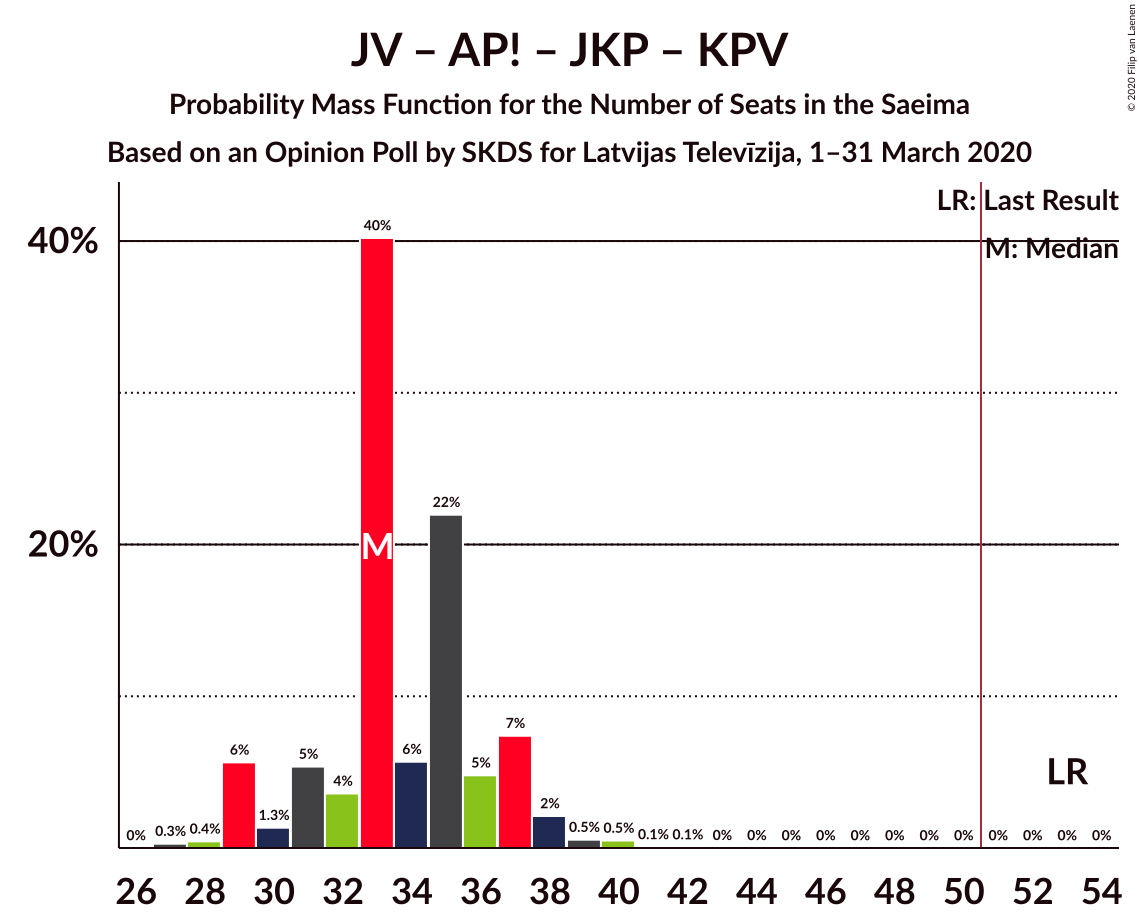 JV – AP! – JKP – KPV
Probability Mass Function for the Number of Seats in the Saeima
Based on an Opinion Poll by SKDS for Latvijas Televīzija, 1–31 March 2020
© 2020 Filip van Laenen
LR: Last Result
M: Median
40%
20%
0% 0.3% 0.4% 6% 1.3% 5% 4% 40% 6% 22% 5% 7% 2% 0.5% 0.5% 0.1% 0.1% 0% 0% 0% 0% 0% 0% 0% 0% 0% 0% 0% 0%
M
LR
26 28 30 32 34 36 38 40 42 44 46 48 50 52 54